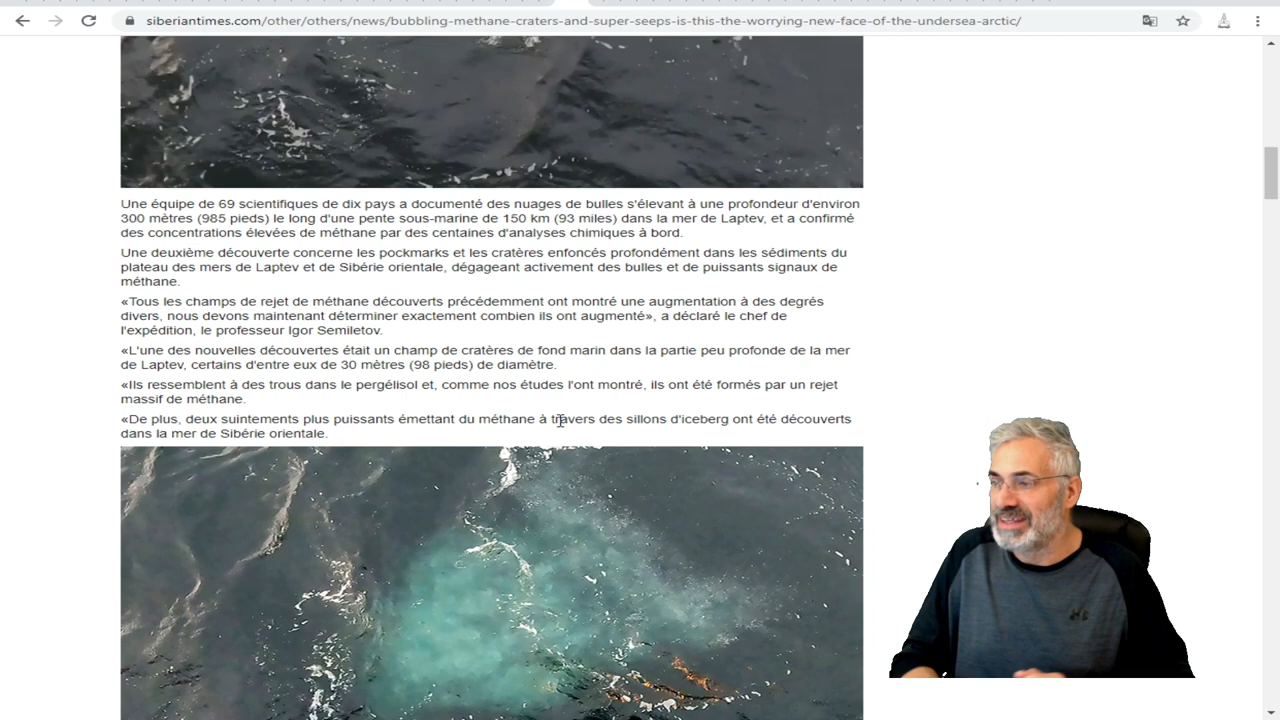 siberiantimes.com/other/others/news/bubbling-methane-craters-and-super-seeps-is-this-the-worrying-new-face-of-the-undersea-arctic/
Une équipe de 69 scientifiques de dix pays a documenté des nuages de bulles s'élevant à une profondeur d'environ
300 mètres (985 pieds) le long d'une pente sous-marine de 150 km (93 miles) dans la mer de Laptev, et a confirmé
des concentrations élevées de méthane par des centaines d'analyses chimiques à bord.
Une deuxième découverte concerne les pockmarks et les cratères enfoncés profondément dans les sédiments du
plateau des mers de Laptev et de Sibérie orientale, dégageant activement des bulles et de puissants signaux de
méthane.
«Tous les champs de rejet de méthane découverts précédemment ont montré une augmentation à des degrés
divers, nous devons maintenant déterminer exactement combien ils ont augmenté», a déclaré le chef de
l'expédition, le professeur Igor Semiletov.
«L'une des nouvelles découvertes était un champ de cratères de fond marin dans la partie peu profonde de la mer
de Laptev, certains d'entre eux de 30 mètres (98 pieds) de diamètre.
«Ils ressemblent à des trous dans le pergélisol et, comme nos études l'ont montré, ils ont été formés par un rejet
massif de méthane.
«De plus, deux suintements plus puissants émettant du méthane à travers des sillons d'iceberg ont été découverts
dans la mer de Sibérie orientale.